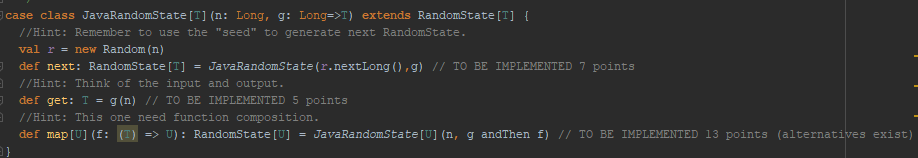 case class JavaRandomState[T](n: Long, g: Long=>T) extends RandomState[T] {
//Hint: Remember to use the "seed" to generate next RandomState.
val r = new Random(n)
def next: RandomState[T] = JavaRandomState(r.nextLong(),g) // TO BE IMPLEMENTED 7 points
//Hint: Think of the input and output.
def get: T = g(n) // TO BE IMPLEMENTED 5 points
//Hint: This one need function composition.
def map[U](f: (T) => U): RandomState[U] = JavaRandomState[U](n, g andThen f) // TO BE IMPLEMENTED 13 points (alternatives exist)
}